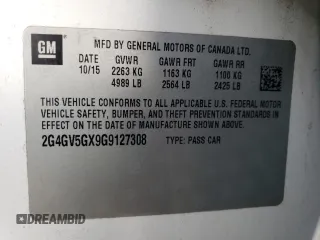 GM
MFD BY GENERAL MOTORS OF CANADA LTD.
DATE GVWR GAWR FRT GAWR RR
10/15 2263 KG 1163 KG 1100 KG
4989 LB 2564 LB 2425 LB
THIS VEHICLE CONFORMS TO ALL APPLICABLE U.S. FEDERAL MOTOR
VEHICLE SAFETY, BUMPER, AND THEFT PREVENTION STANDARDS
IN EFFECT ON THE DATE OF MANUFACTURE SHOWN ABOVE.
2G4GV5GX9G9127308 TYPE: PASS CAR
AUTOBIDMASTER